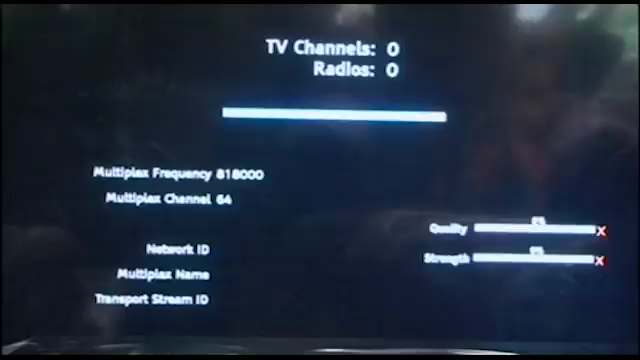 TV Channels: 0
Radios: 0
Multiplex Frequency 818000
Multiplex Channel 64
Quality X
Network ID
Strength X
Multiplex Name
Transport Stream ID